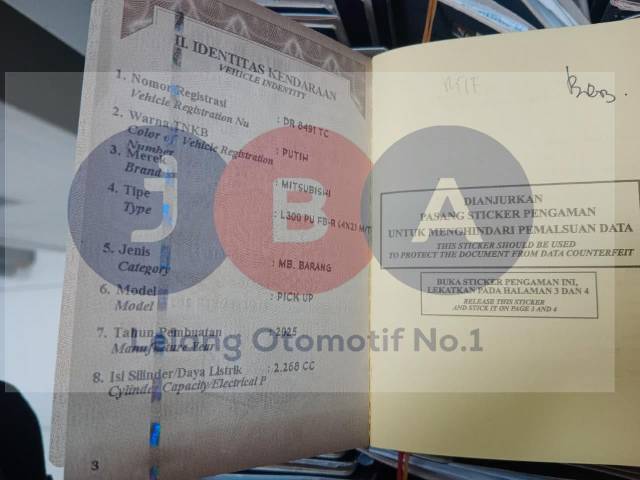 II. IDENTITAS KENDARAAN
VEHICLE INDENTITY
1. Nomor Registrasi : DR 8491 TC
Vehicle Registration Nu
2. Warna TNKB : PUTIH
Color of Vehicle Registration
Number
3. Merek : MITSUBISHI
Brand
4. Tipe : L300 PU FB-R (4X2) M/T
Type
5. Jenis : MB. BARANG
Category
6. Model : PICK UP
Model
7. Tahun Pembuatan : 2025
Manufacture Year
8. Isi Silinder/Daya Listrik : 2.268 CC
Cylinder Capacity/Electrical P
3
DIANJURKAN
PASANG STICKER PENGAMAN
UNTUK MENGHINDARI PEMALSUAN DATA
THIS STICKER SHOULD BE USED
TO PROTECT THE DOCUMENT FROM DATA COUNTERFEIT
BUKA STICKER PENGAMAN INI,
LEKATKAN PADA HALAMAN 3 DAN 4
RELEASE THIS STICKER
AND STICK IT ON PAGE 3 AND 4
JBA
Lelang Otomotif No.1